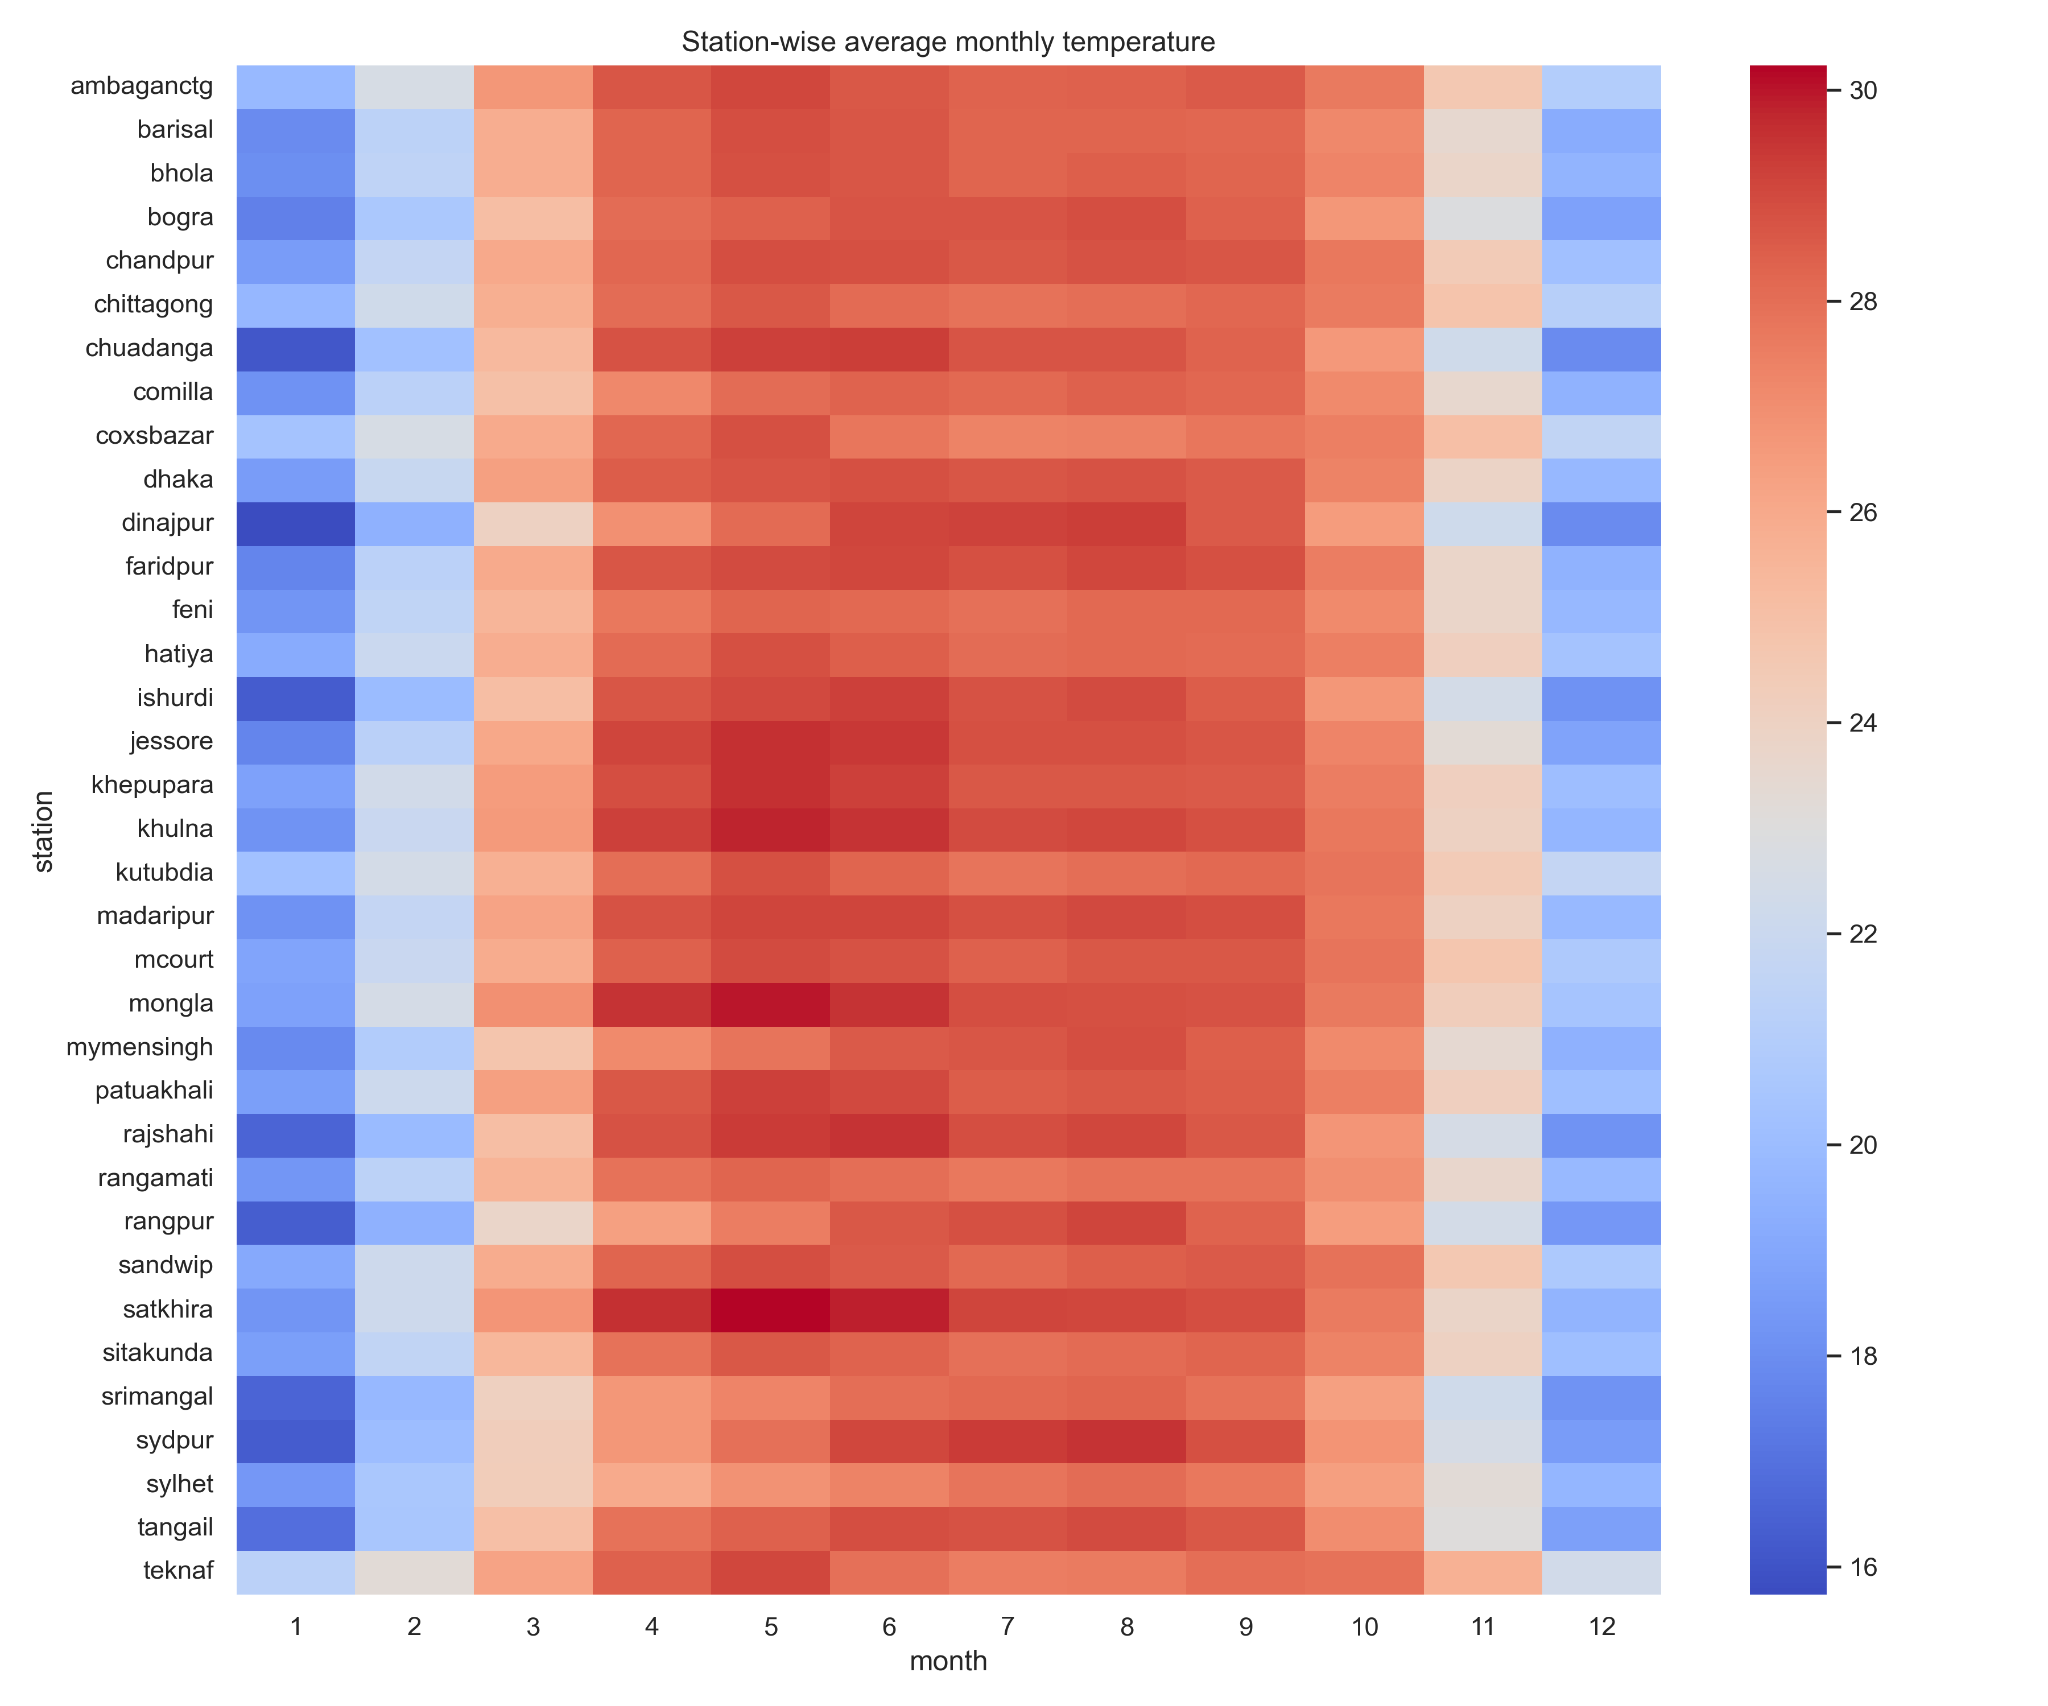 Station-wise average monthly temperature
station
ambaganctg
barisal
bhola
bogra
chandpur
chittagong
chuadanga
comilla
coxsbazar
dhaka
dinajpur
faridpur
feni
hatiya
ishurdi
jessore
khepupara
khulna
kutubdia
madaripur
mcourt
mongla
mymensingh
patuakhali
rajshahi
rangamati
rangpur
sandwip
satkhira
sitakunda
srimangal
sydpur
sylhet
tangail
teknaf
1 2 3 4 5 6 7 8 9 10 11 12
month
30
28
26
24
22
20
18
16